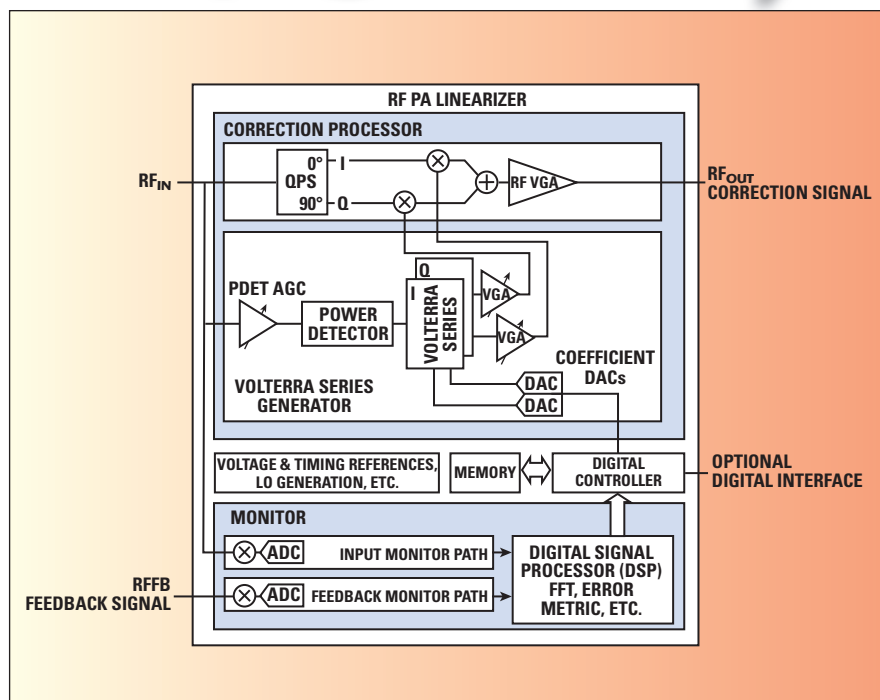 RF PA LINEARIZER
CORRECTION PROCESSOR
RFIN
0°
I
QPS
90°
Q
RF VGA
RFOUT
CORRECTION SIGNAL
PDET AGC
POWER
DETECTOR
Q
I
VOLTERRA
SERIES
VGA
VGA
COEFFICIENT
DACs
DAC
DAC
VOLTERRA SERIES
GENERATOR
VOLTAGE & TIMING REFERENCES,
LO GENERATION, ETC.
MEMORY
DIGITAL
CONTROLLER
OPTIONAL
DIGITAL INTERFACE
MONITOR
ADC
INPUT MONITOR PATH
RFFB
FEEDBACK SIGNAL
ADC
FEEDBACK MONITOR PATH
DIGITAL SIGNAL
PROCESSOR (DSP)
FFT, ERROR
METRIC, ETC.